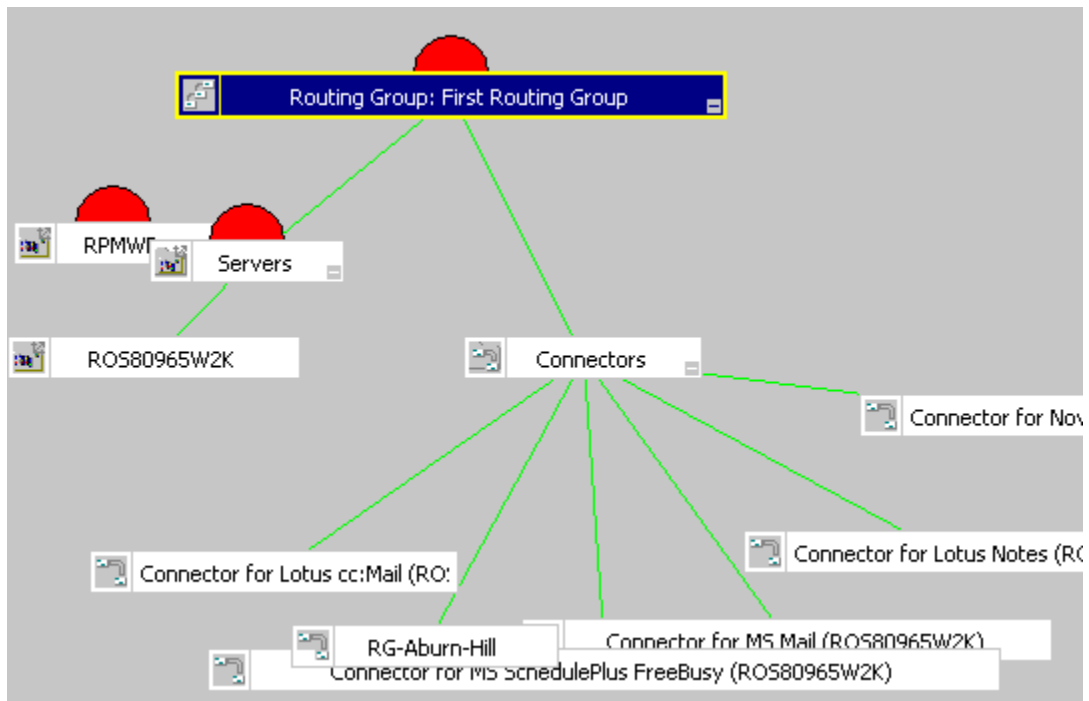 Routing Group: First Routing Group
RPMWD
Servers
ROS80965W2K
Connectors
Connector for Nov
Connector for Lotus Notes (RO
Connector for Lotus cc:Mail (ROS
Connector for MS Mail (ROS80965W2K)
RG-Aburn-Hill
Connector for MS SchedulePlus FreeBusy (ROS80965W2K)